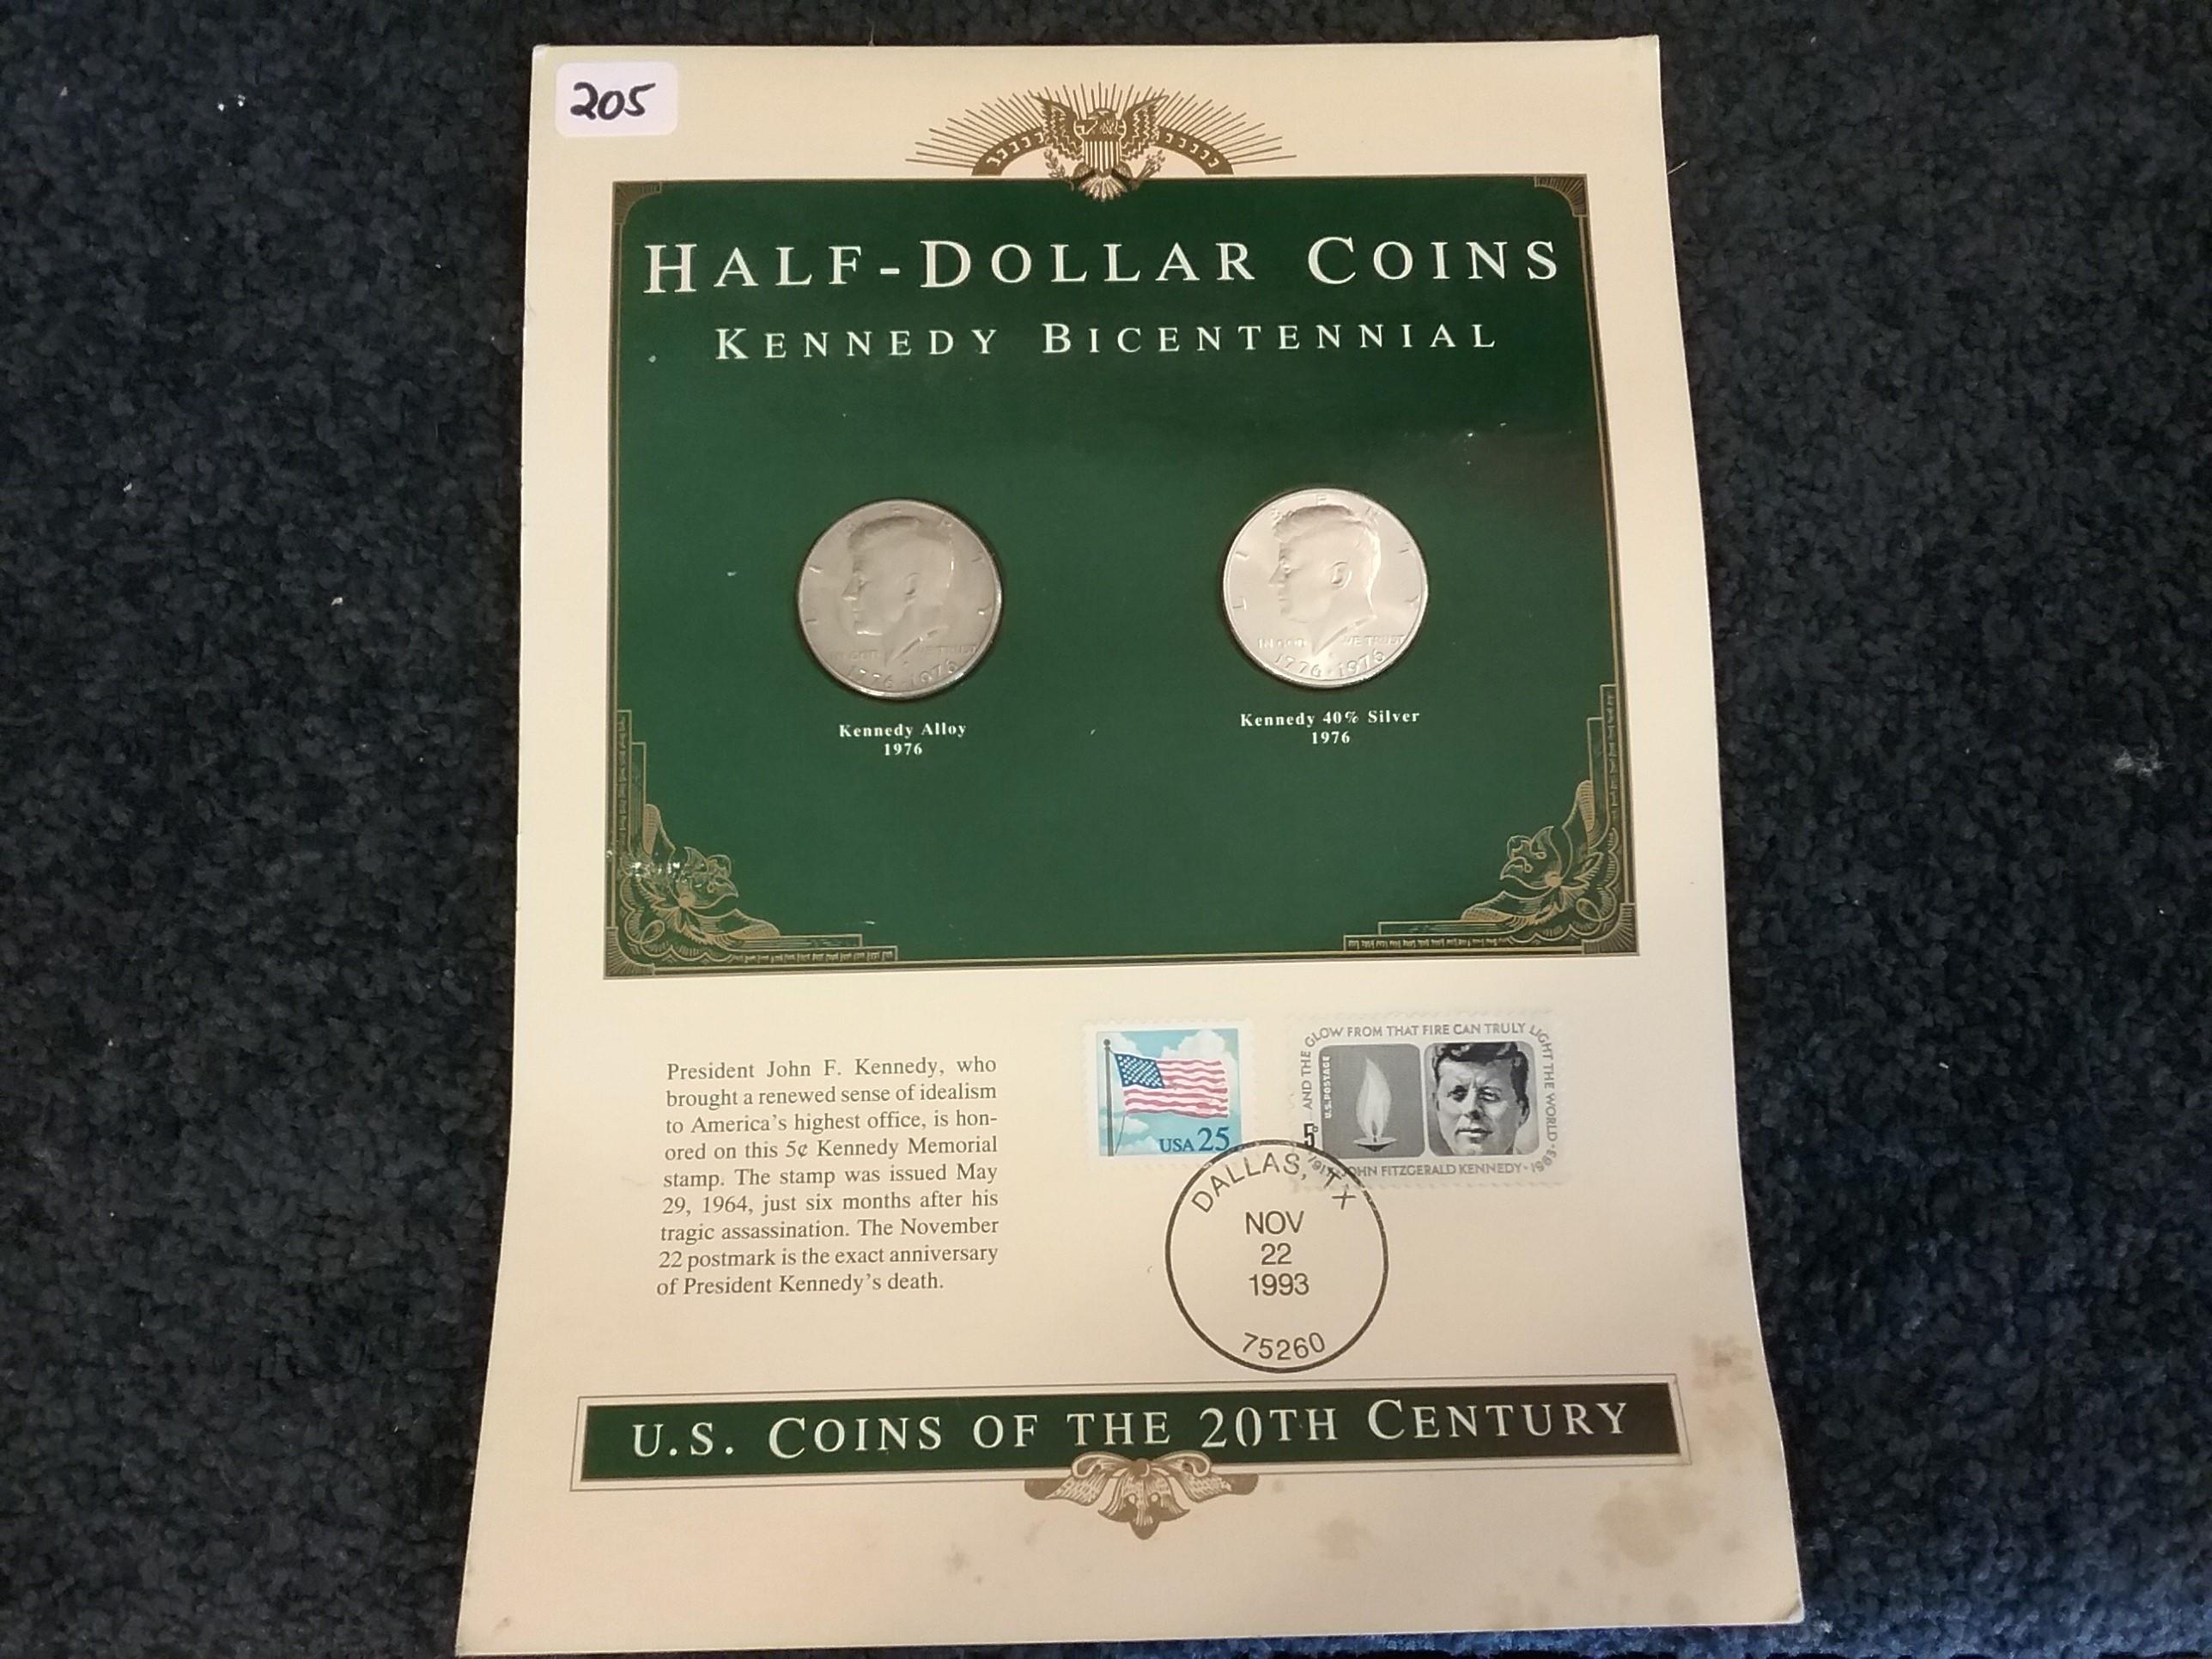 205
HALF-DOLLAR COINS
KENNEDY BICENTENNIAL
LIBERTY
IN GOD WE TRUST
1776·1976
Kennedy Alloy
1976
LIBERTY
IN GOD WE TRUST
1776·1976
Kennedy 40% Silver
1976
President John F. Kennedy, who
brought a renewed sense of idealism
to America's highest office, is hon-
ored on this 5¢ Kennedy Memorial
stamp. The stamp was issued May
29, 1964, just six months after his
tragic assassination. The November
22 postmark is the exact anniversary
of President Kennedy's death.
USA 25
AND THE GLOW FROM THAT FIRE CAN TRULY LIGHT THE WORLD
U.S. POSTAGE
5¢
1917 JOHN FITZGERALD KENNEDY·1963
DALLAS, TX
NOV
22
1993
75260
U.S. COINS OF THE 20TH CENTURY